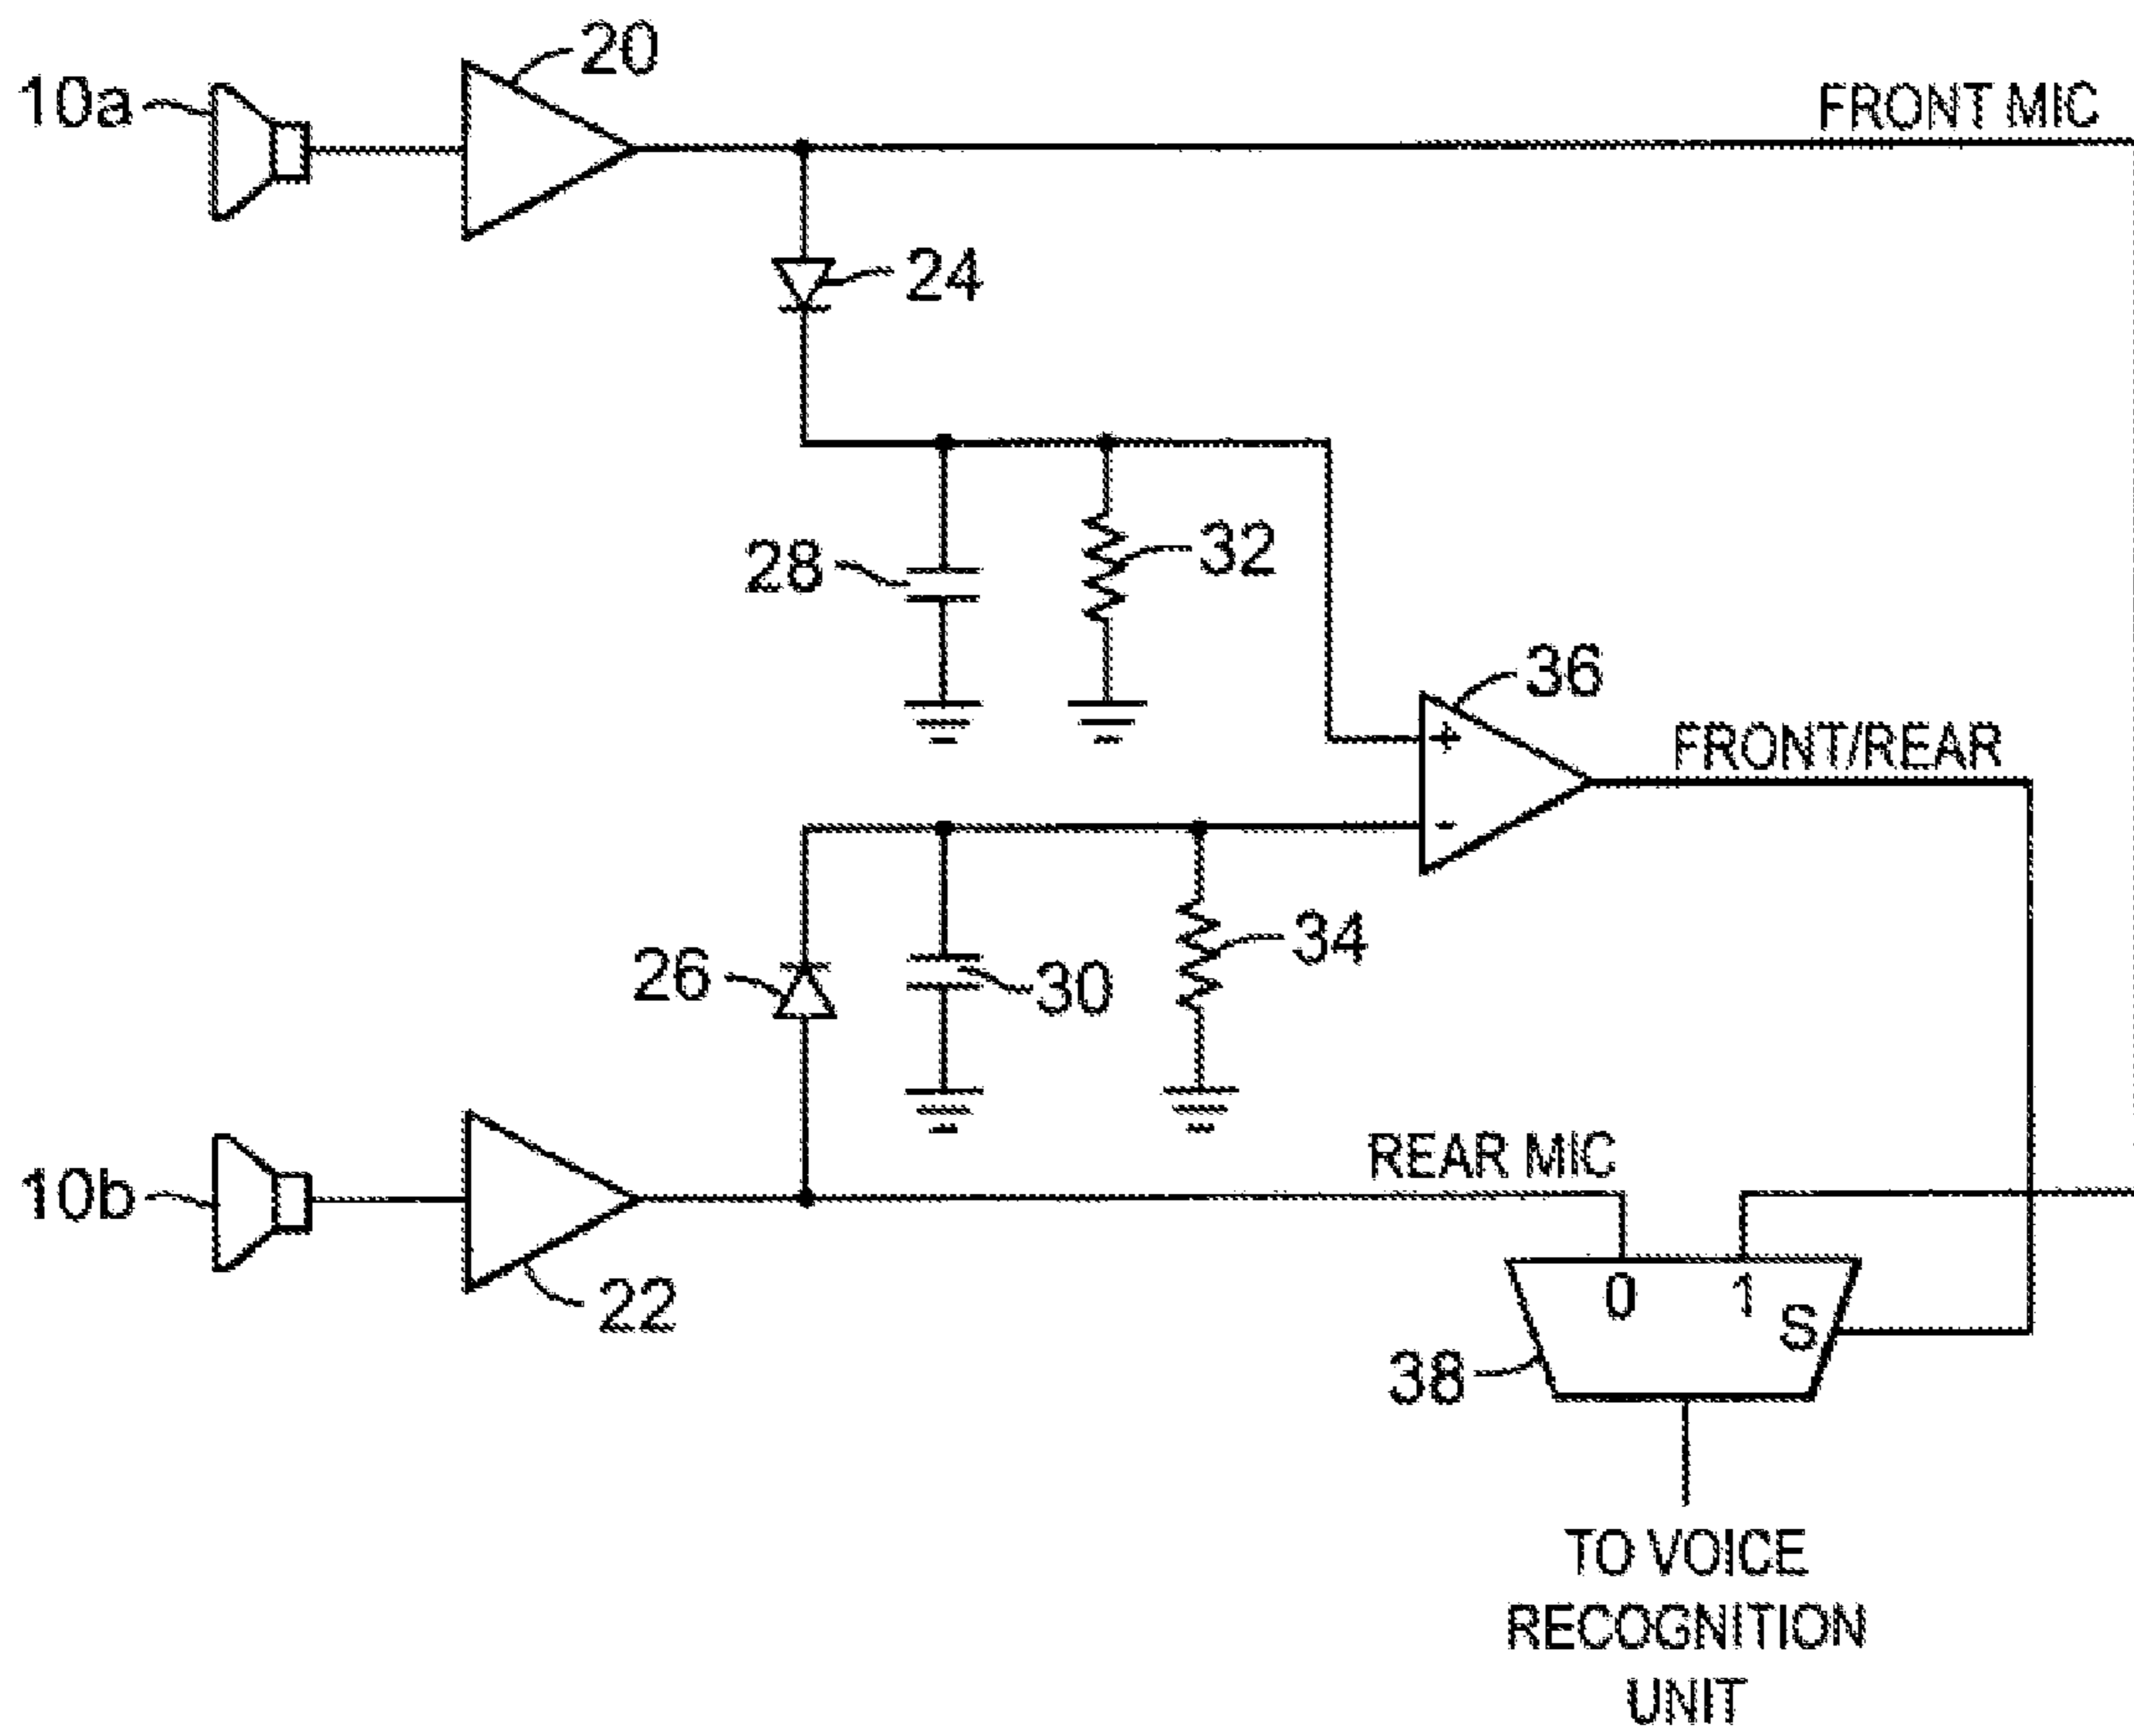 20
10a
FRONT MIC
24
28
32
36
+
FRONT/REAR
-
26
30
34
REAR MIC
10b
22
0 1
S
38
TO VOICE
RECOGNITION
UNIT